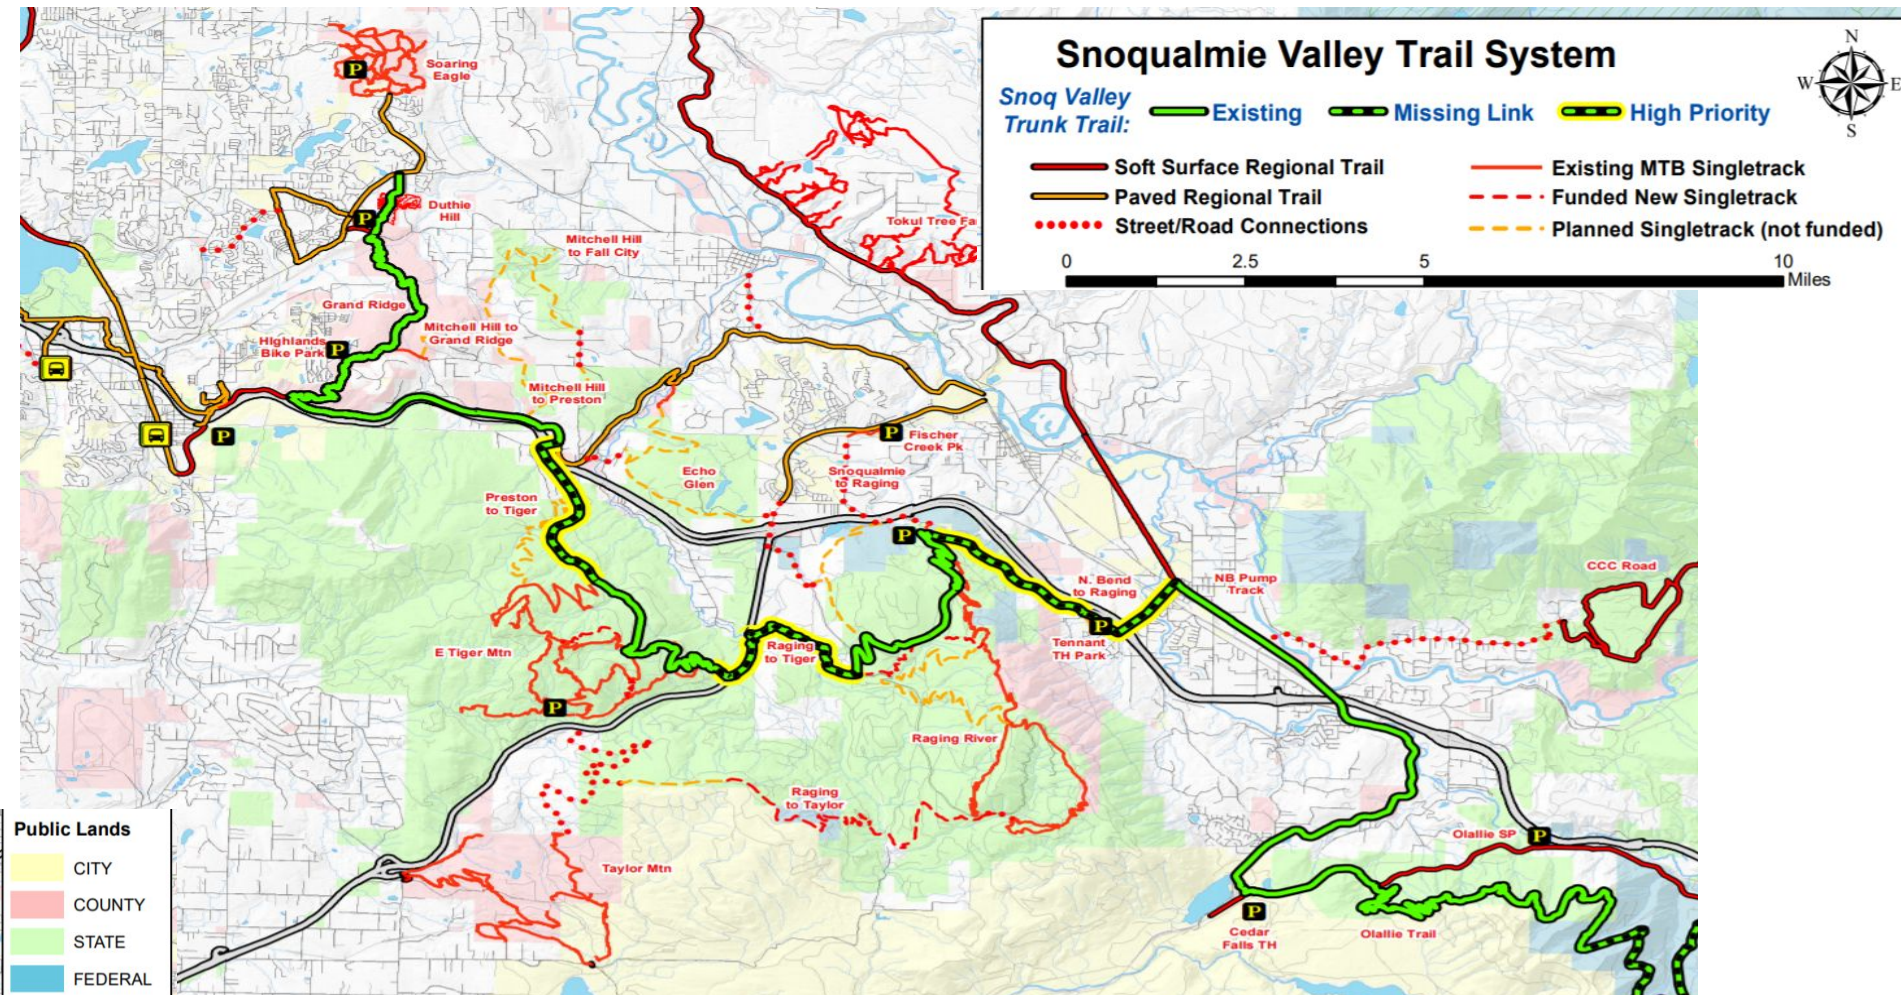 Snoqualmie Valley Trail System
Snoq Valley
Trunk Trail:
Existing
Missing Link
High Priority
Soft Surface Regional Trail
Paved Regional Trail
Street/Road Connections
Existing MTB Singletrack
Funded New Singletrack
Planned Singletrack (not funded)
0
2.5
5
10
Miles
N
W
E
S
P
Soaring
Eagle
P
Duthie
Hill
Tokul Tree Fa
Mitchell Hill
to Fall City
Grand Ridge
Mitchell Hill to
Grand Ridge
Highlands
Bike Park
P
Mitchell Hill
to Preston
P
P
Fischer
Creek Pk
Echo
Glen
Snoqualmie
to Raging
Preston
to Tiger
P
CCC Road
N. Bend
to Raging
NB Pump
Track
P
Tennant
TH Park
E Tiger Mtn
Raging
to Tiger
P
Raging River
Raging
to Taylor
Olallie SP
P
Taylor Mtn
P
Cedar
Falls TH
Olallie Trail
Public Lands
CITY
COUNTY
STATE
FEDERAL